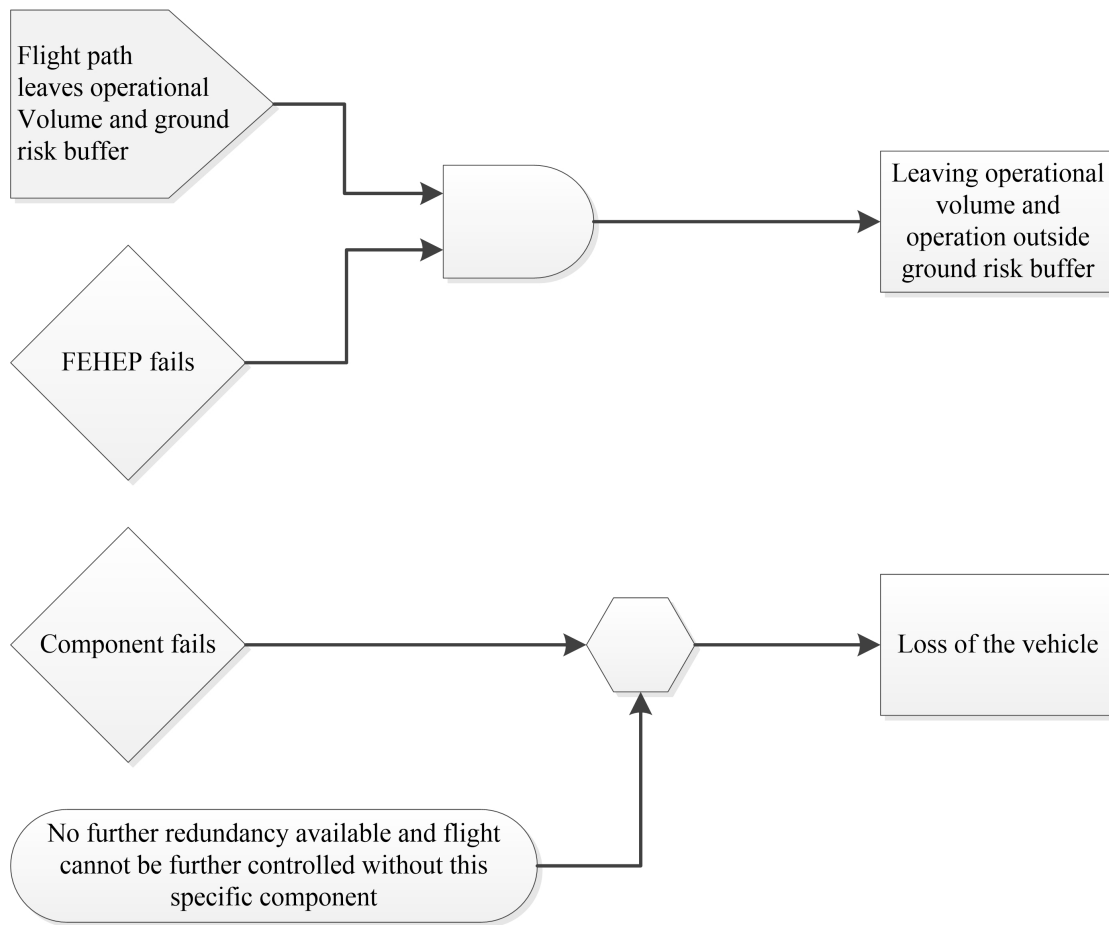 Flight path
leaves operational
Volume and ground
risk buffer
Leaving operational
volume and
operation outside
ground risk buffer
FEHEP fails
Component fails
Loss of the vehicle
No further redundancy available and flight
cannot be further controlled without this
specific component